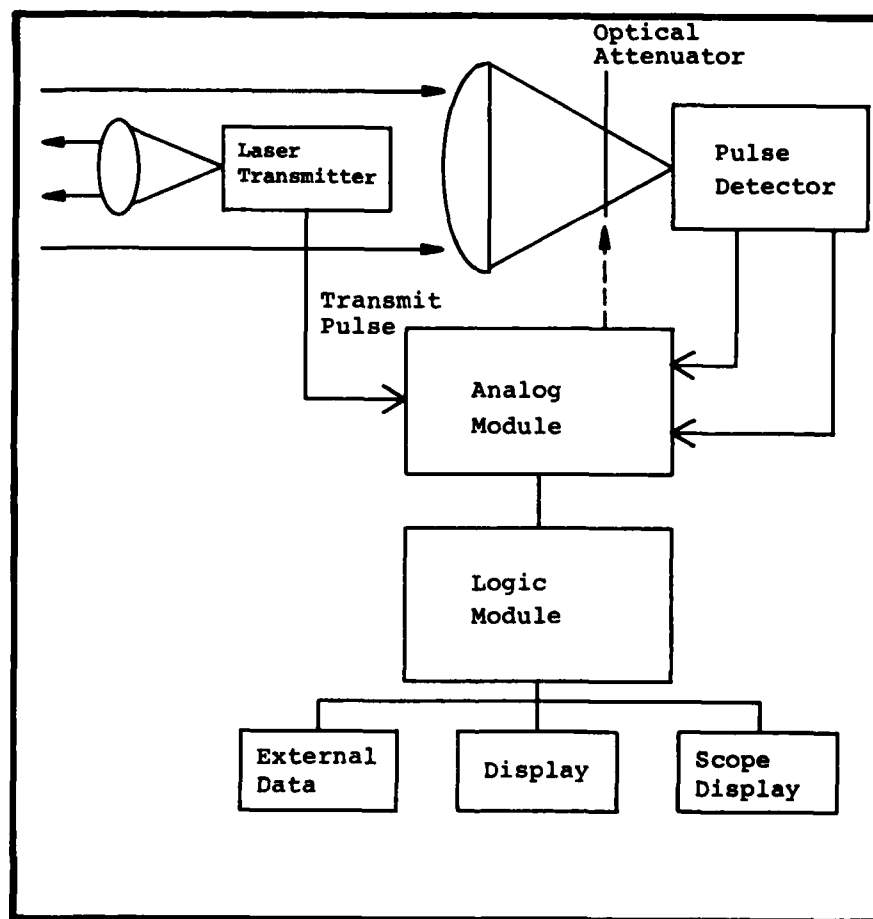 Optical
Attenuator
Laser
Transmitter
Pulse
Detector
Transmit
Pulse
Analog
Module
Logic
Module
External
Data
Display
Scope
Display